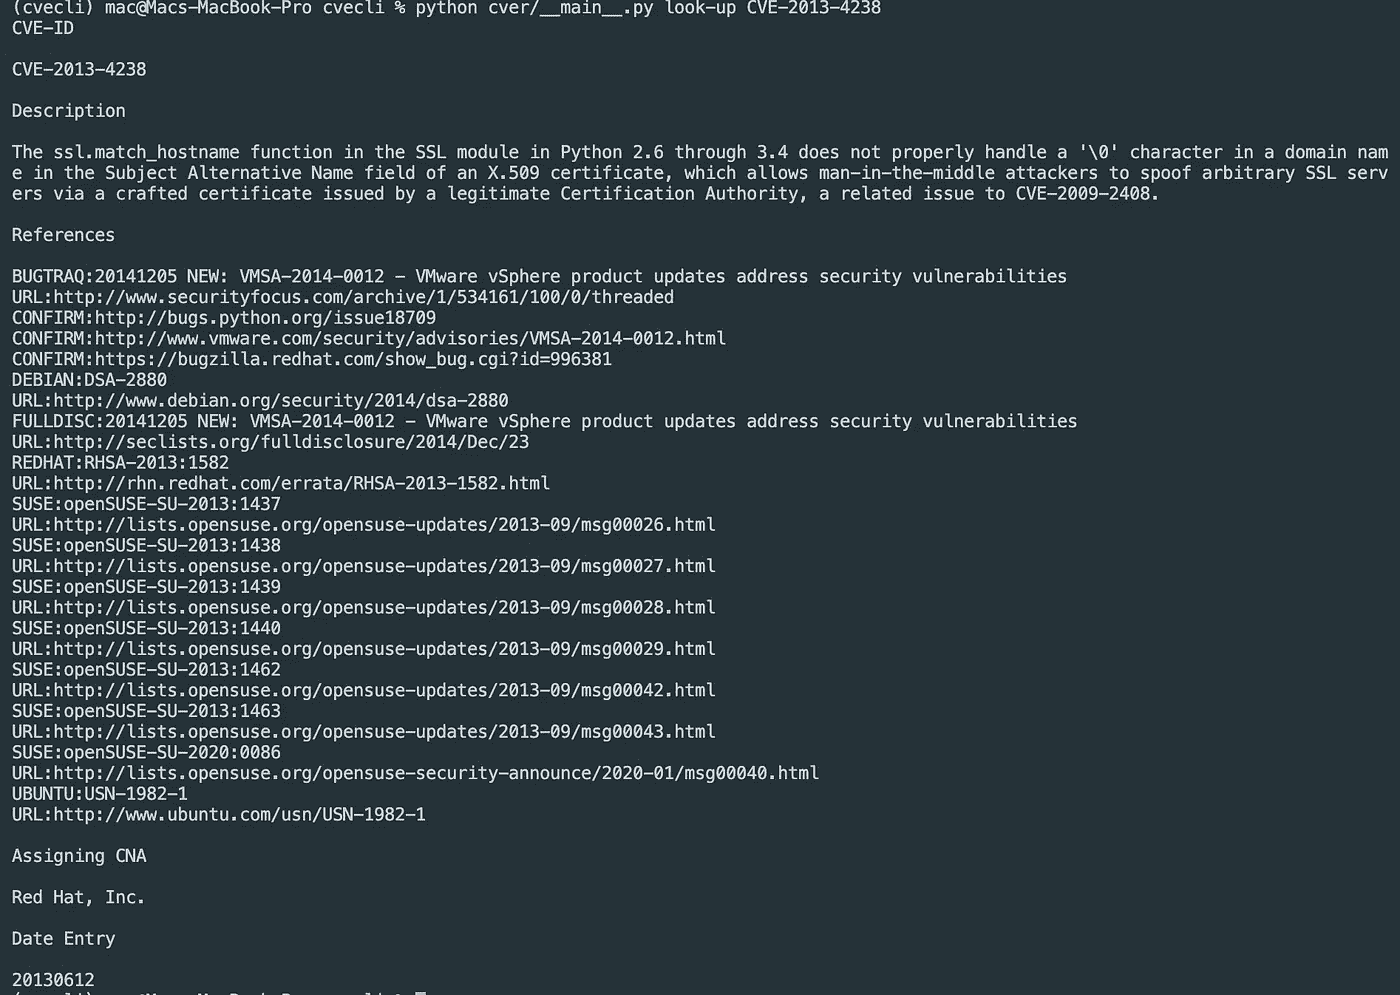 (cvecli) mac@Macs-MacBook-Pro cvecli % python cver/__main__.py look-up CVE-2013-4238
CVE-ID
CVE-2013-4238
Description
The ssl.match_hostname function in the SSL module in Python 2.6 through 3.4 does not properly handle a '\0' character in a domain nam
e in the Subject Alternative Name field of an X.509 certificate, which allows man-in-the-middle attackers to spoof arbitrary SSL serv
ers via a crafted certificate issued by a legitimate Certification Authority, a related issue to CVE-2009-2408.
References
BUGTRAQ:20141205 NEW: VMSA-2014-0012 - VMware vSphere product updates address security vulnerabilities
URL:http://www.securityfocus.com/archive/1/534161/100/0/threaded
CONFIRM:http://bugs.python.org/issue18709
CONFIRM:http://www.vmware.com/security/advisories/VMSA-2014-0012.html
CONFIRM:https://bugzilla.redhat.com/show_bug.cgi?id=996381
DEBIAN:DSA-2880
URL:http://www.debian.org/security/2014/dsa-2880
FULLDISC:20141205 NEW: VMSA-2014-0012 - VMware vSphere product updates address security vulnerabilities
URL:http://seclists.org/fulldisclosure/2014/Dec/23
REDHAT:RHSA-2013:1582
URL:http://rhn.redhat.com/errata/RHSA-2013-1582.html
SUSE:openSUSE-SU-2013:1437
URL:http://lists.opensuse.org/opensuse-updates/2013-09/msg00026.html
SUSE:openSUSE-SU-2013:1438
URL:http://lists.opensuse.org/opensuse-updates/2013-09/msg00027.html
SUSE:openSUSE-SU-2013:1439
URL:http://lists.opensuse.org/opensuse-updates/2013-09/msg00028.html
SUSE:openSUSE-SU-2013:1440
URL:http://lists.opensuse.org/opensuse-updates/2013-09/msg00029.html
SUSE:openSUSE-SU-2013:1462
URL:http://lists.opensuse.org/opensuse-updates/2013-09/msg00042.html
SUSE:openSUSE-SU-2013:1463
URL:http://lists.opensuse.org/opensuse-updates/2013-09/msg00043.html
SUSE:openSUSE-SU-2020:0086
URL:http://lists.opensuse.org/opensuse-security-announce/2020-01/msg00040.html
UBUNTU:USN-1982-1
URL:http://www.ubuntu.com/usn/USN-1982-1
Assigning CNA
Red Hat, Inc.
Date Entry
20130612